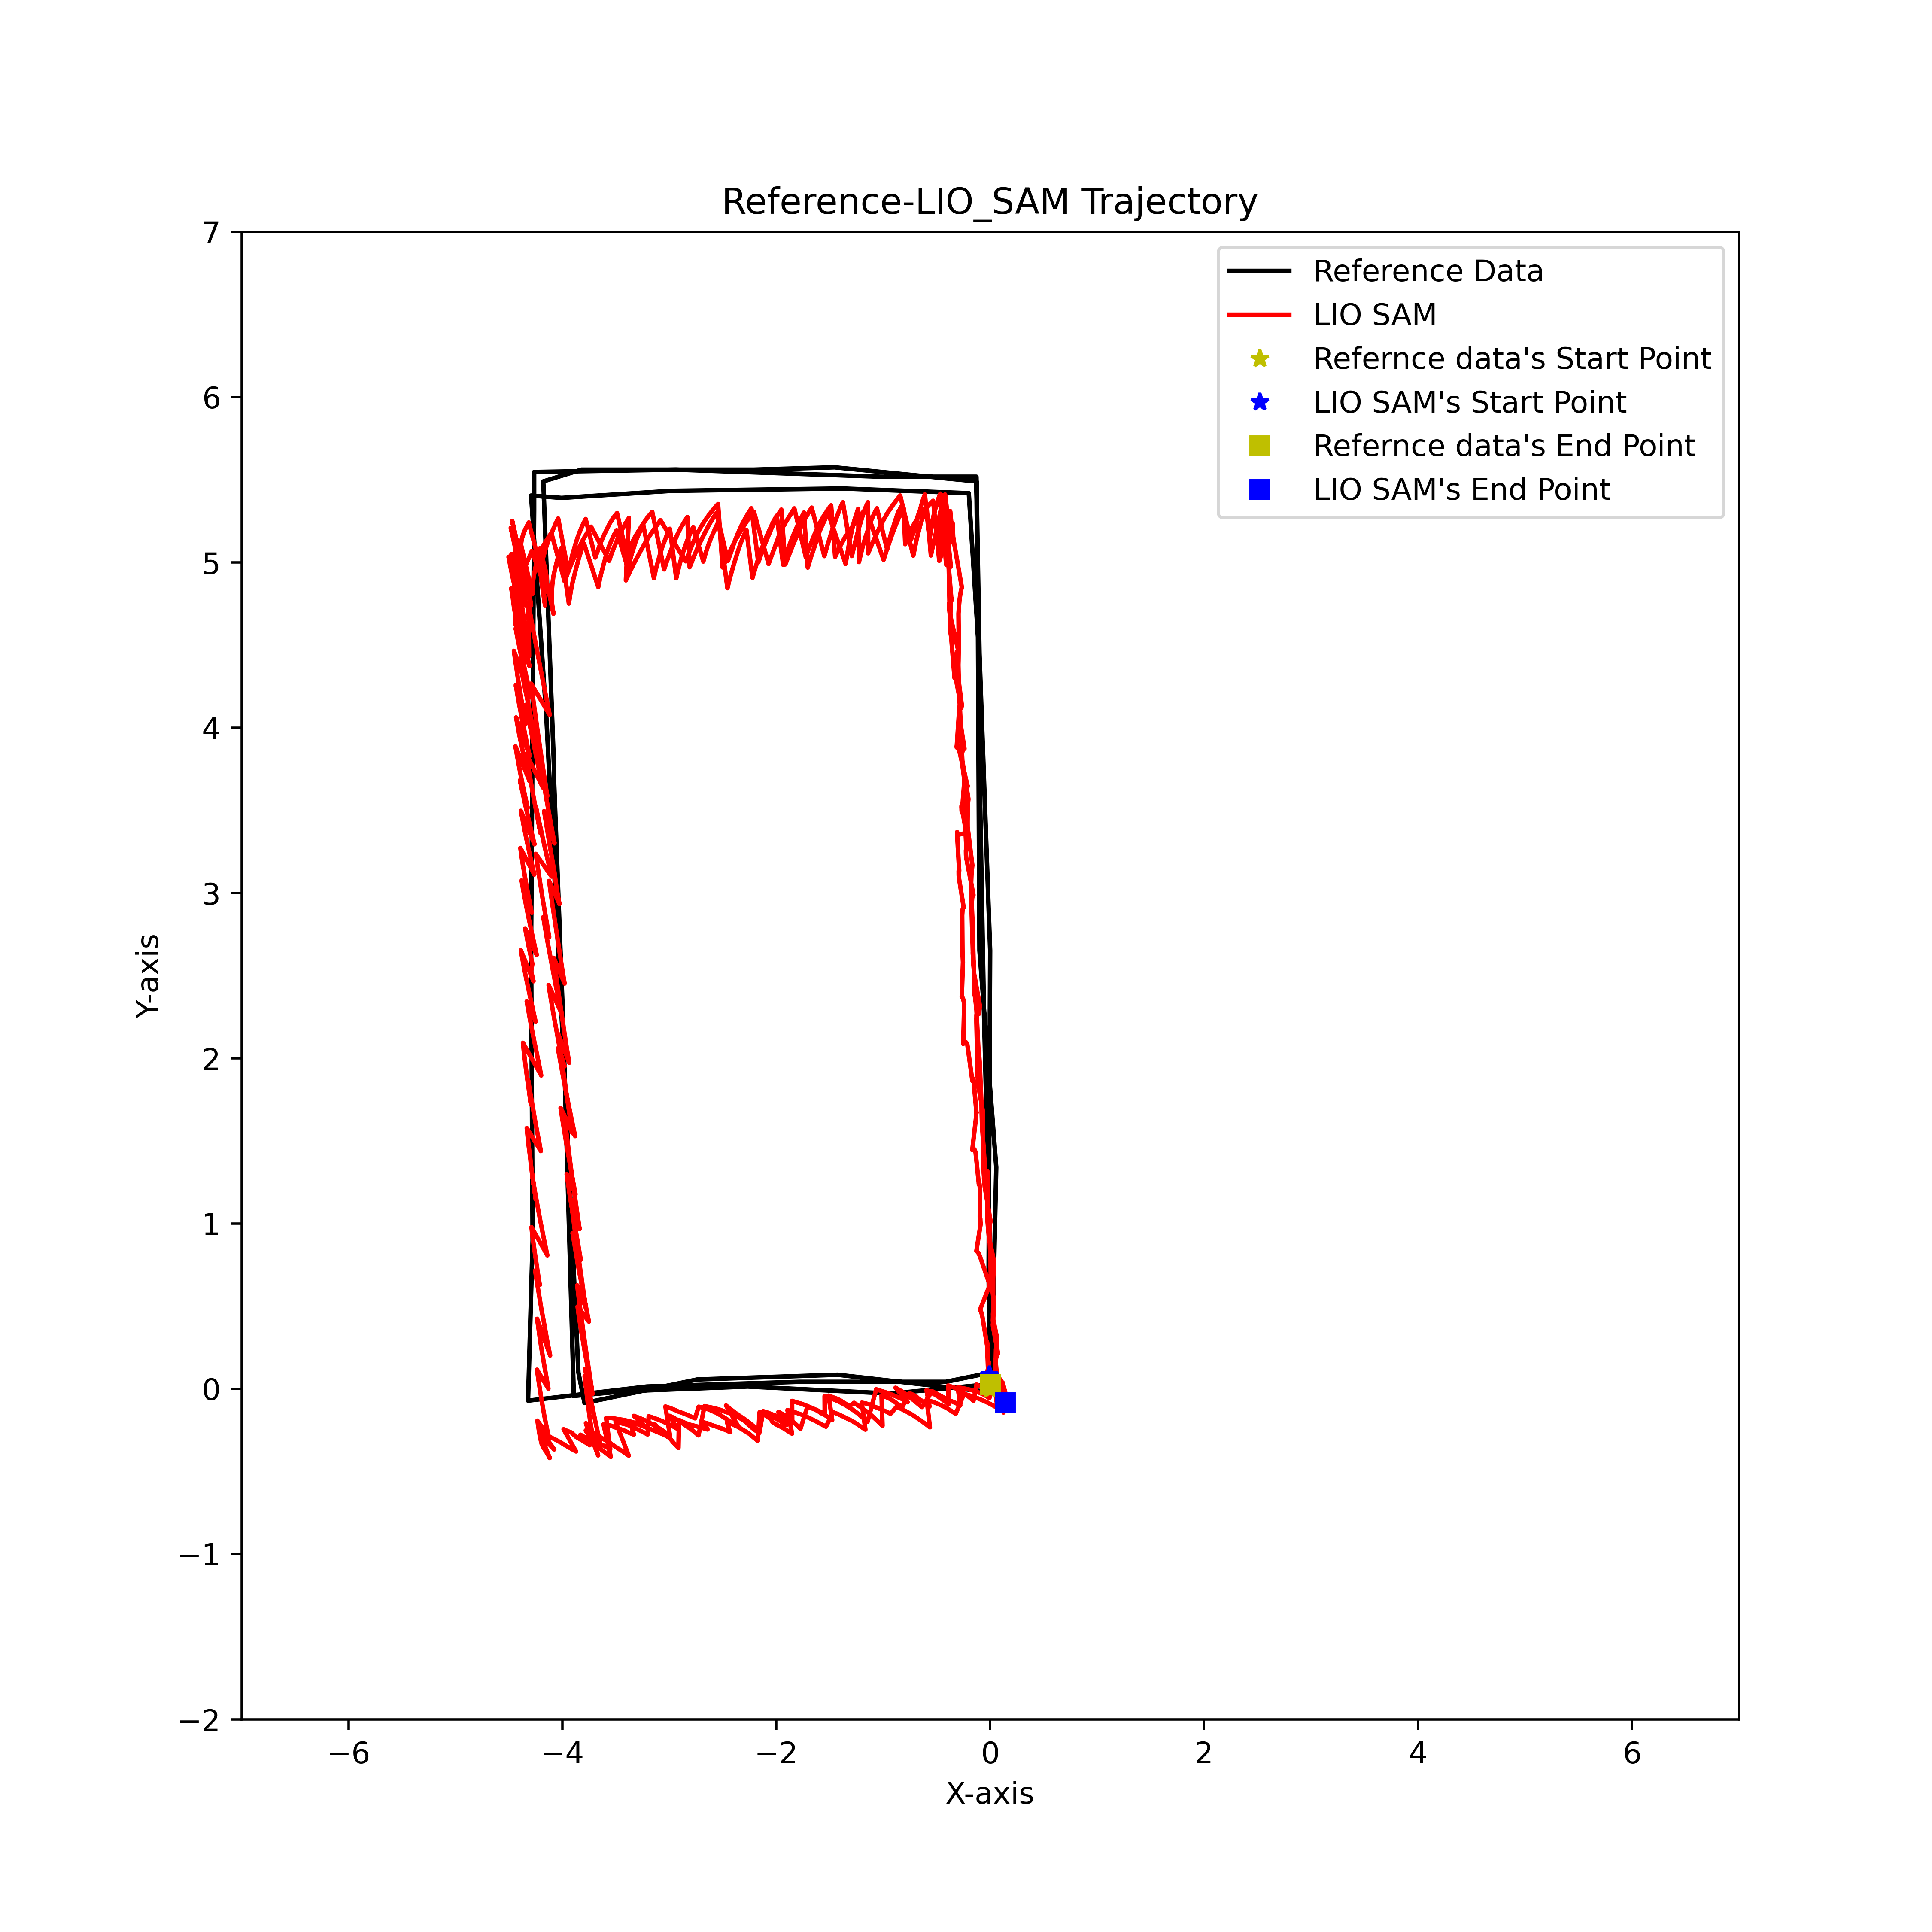 Reference-LIO_SAM Trajectory
7
6
5
4
3
2
1
0
−1
−2
Y-axis
−6
−4
−2
0
2
4
6
X-axis
Reference Data
LIO SAM
Refernce data's Start Point
LIO SAM's Start Point
Refernce data's End Point
LIO SAM's End Point